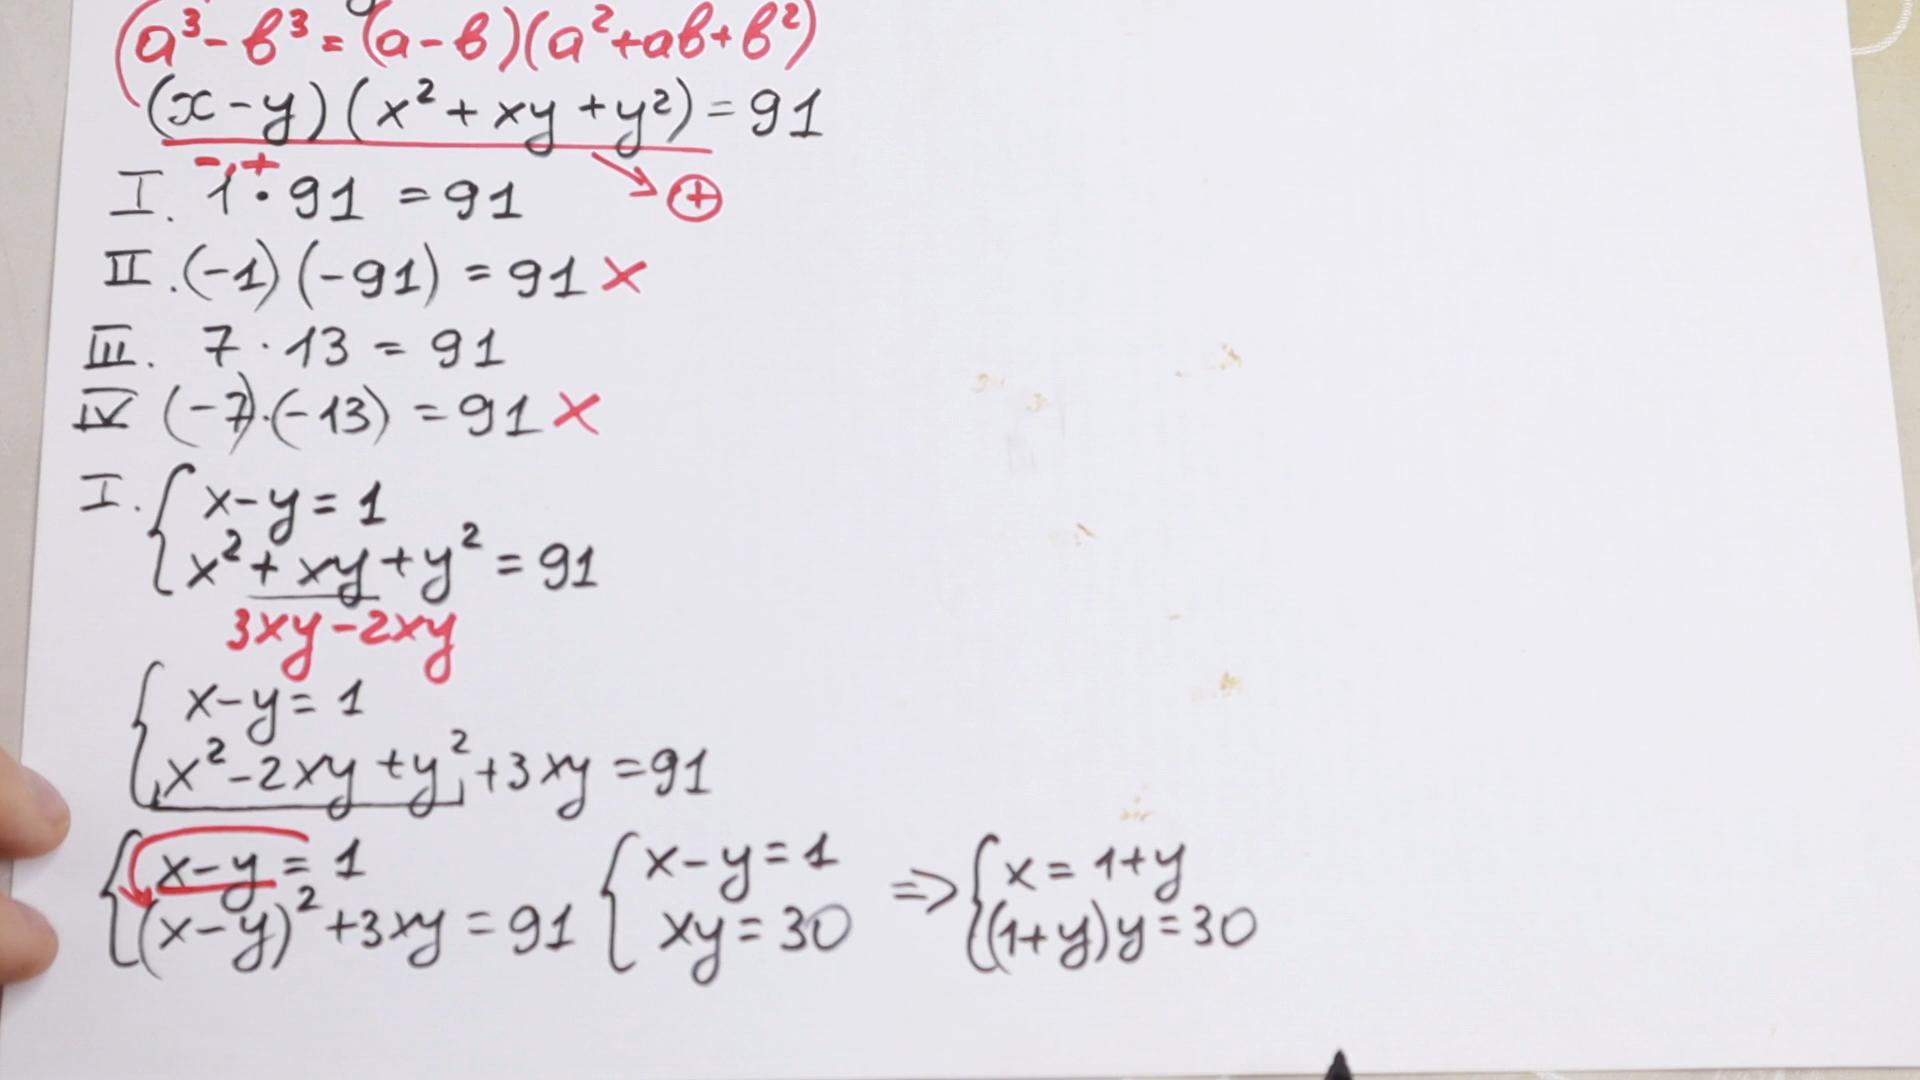 a³-b³=(a-b)(a²+ab+b²)
(x-y)(x²+xy+y²)=91
- , +
I. 1·91=91 +
II.(-1)(-91)=91 x
III. 7·13=91
IV (-7)·(-13)=91 x
I. { x-y=1
x²+xy+y²=91
3xy-2xy
{ x-y=1
x²-2xy+y²+3xy=91
{ x-y=1
(x-y)²+3xy=91
{ x-y=1
xy=30
=> { x=1+y
(1+y)y=30